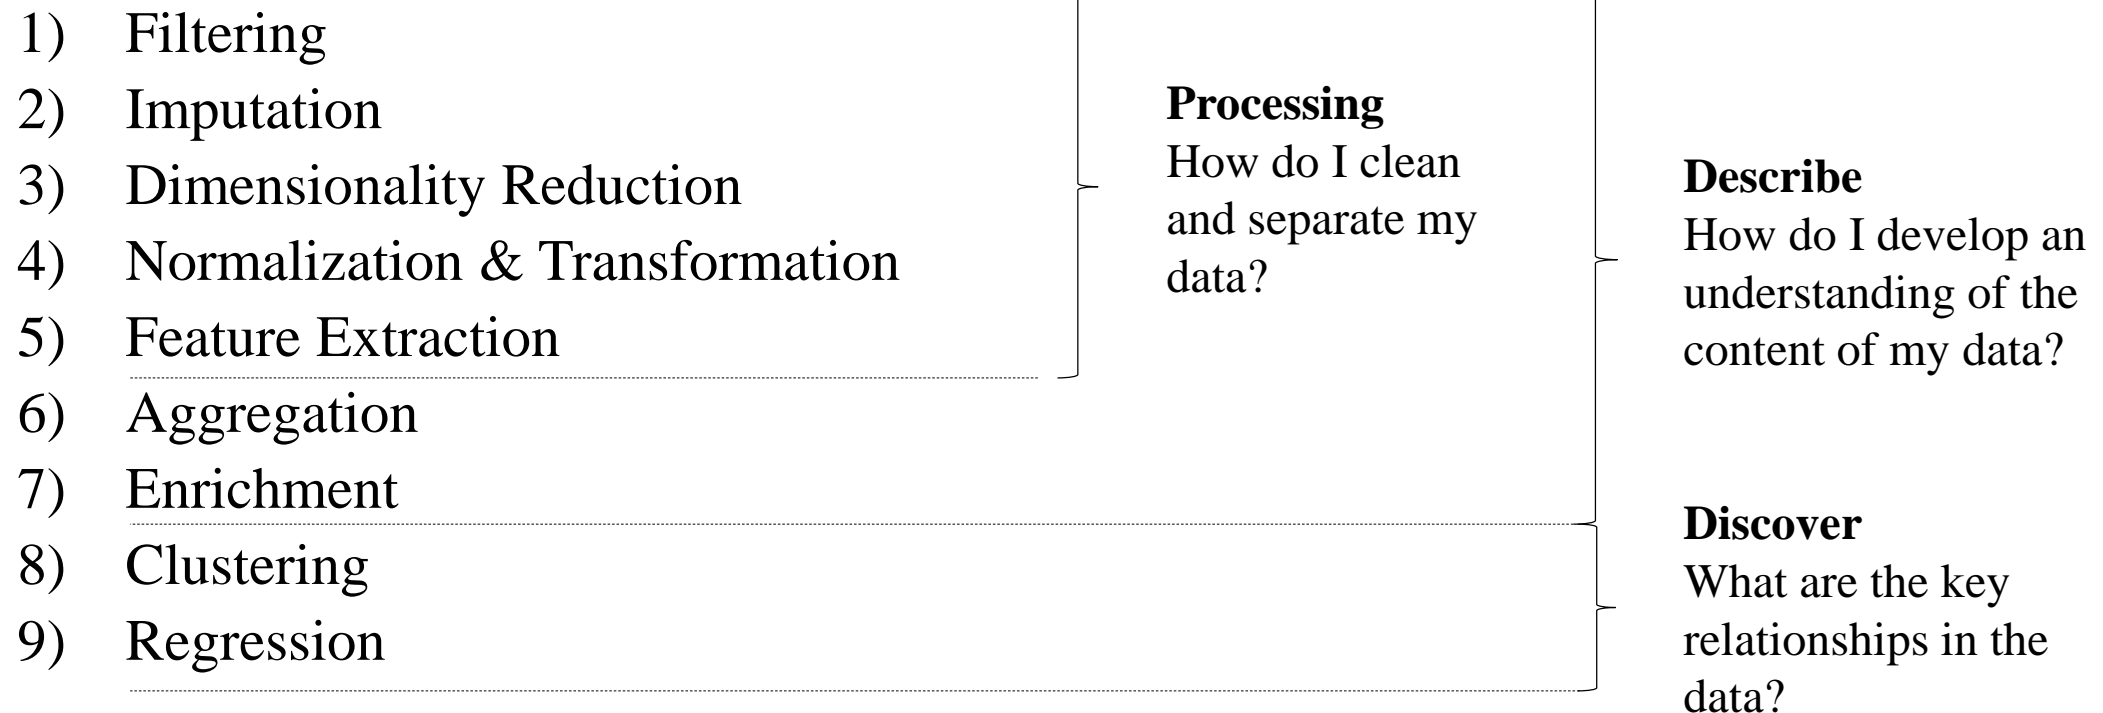 1) Filtering
2) Imputation
3) Dimensionality Reduction
4) Normalization & Transformation
5) Feature Extraction
6) Aggregation
7) Enrichment
8) Clustering
9) Regression
Processing
How do I clean
and separate my
data?
Describe
How do I develop an
understanding of the
content of my data?
Discover
What are the key
relationships in the
data?